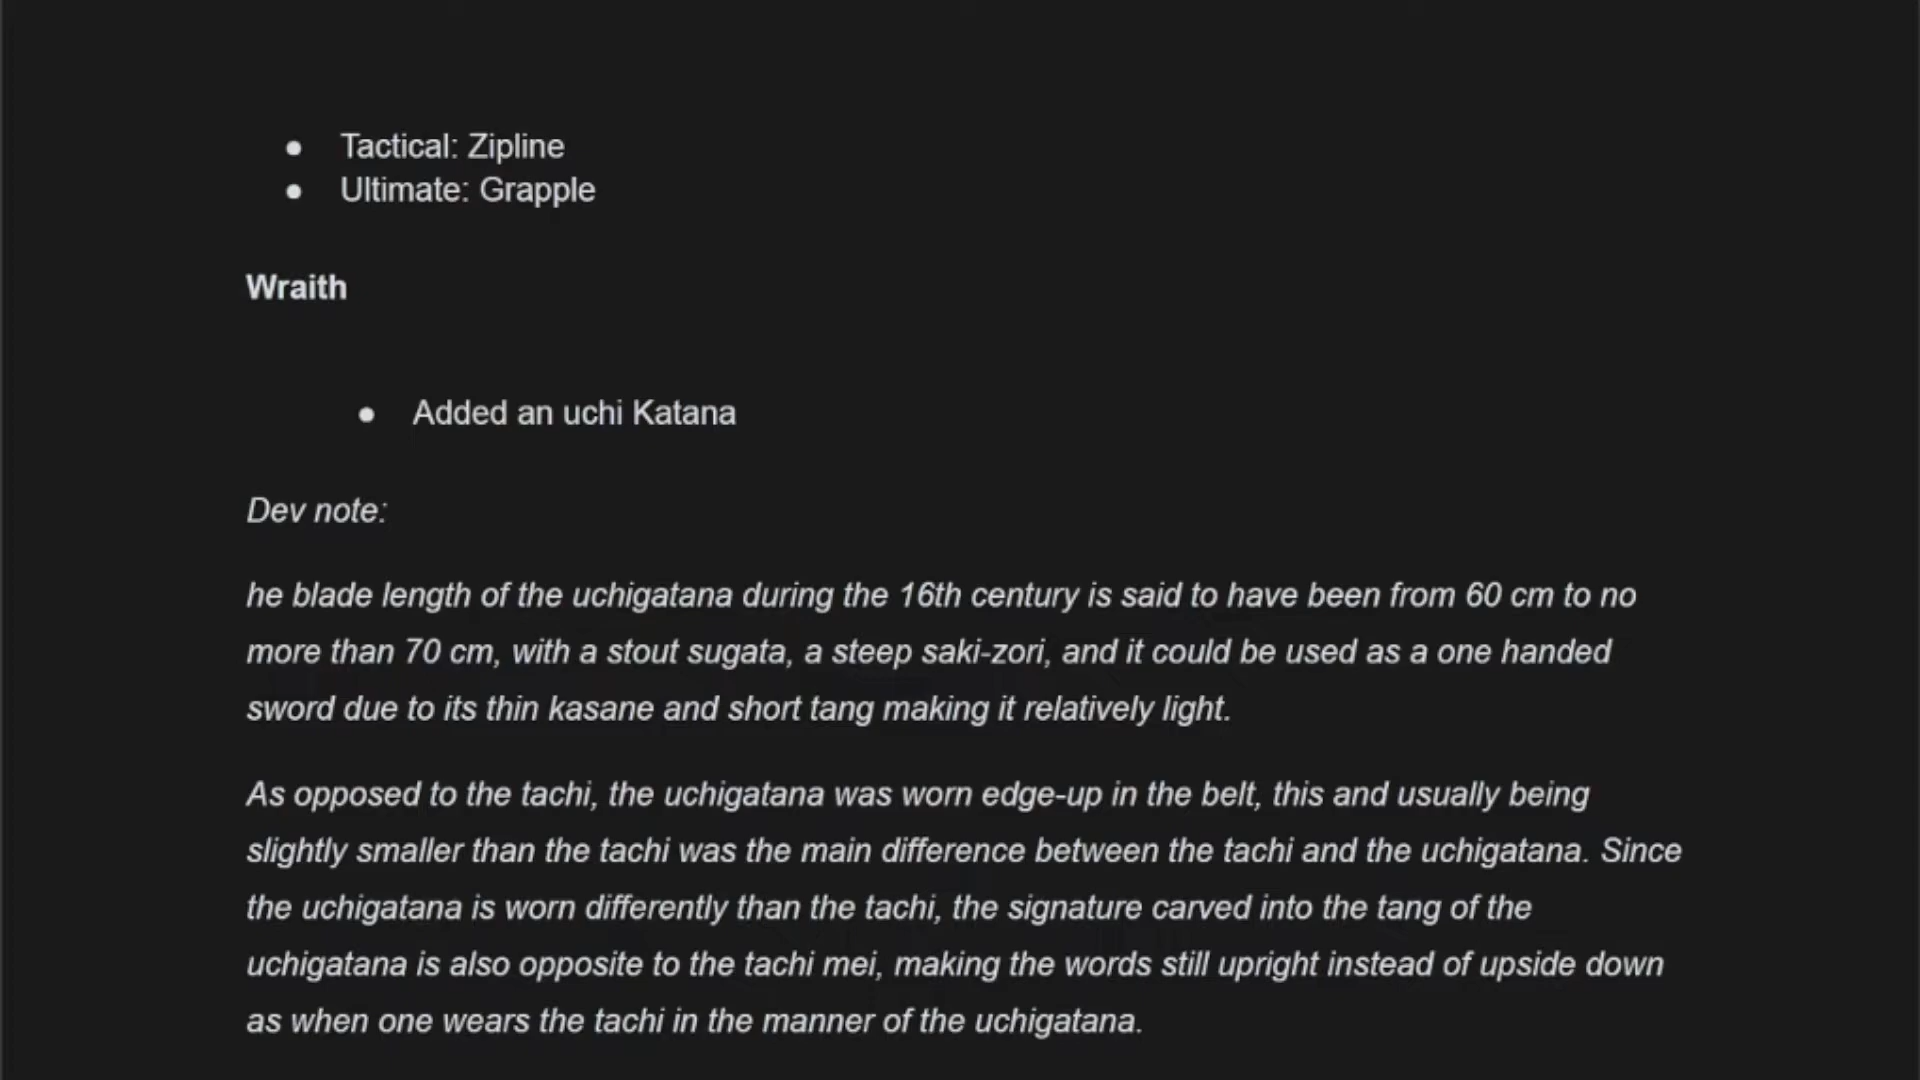 ● Tactical: Zipline
● Ultimate: Grapple
Wraith
● Added an uchi Katana
Dev note:
he blade length of the uchigatana during the 16th century is said to have been from 60 cm to no
more than 70 cm, with a stout sugata, a steep saki-zori, and it could be used as a one handed
sword due to its thin kasane and short tang making it relatively light.
As opposed to the tachi, the uchigatana was worn edge-up in the belt, this and usually being
slightly smaller than the tachi was the main difference between the tachi and the uchigatana. Since
the uchigatana is worn differently than the tachi, the signature carved into the tang of the
uchigatana is also opposite to the tachi mei, making the words still upright instead of upside down
as when one wears the tachi in the manner of the uchigatana.